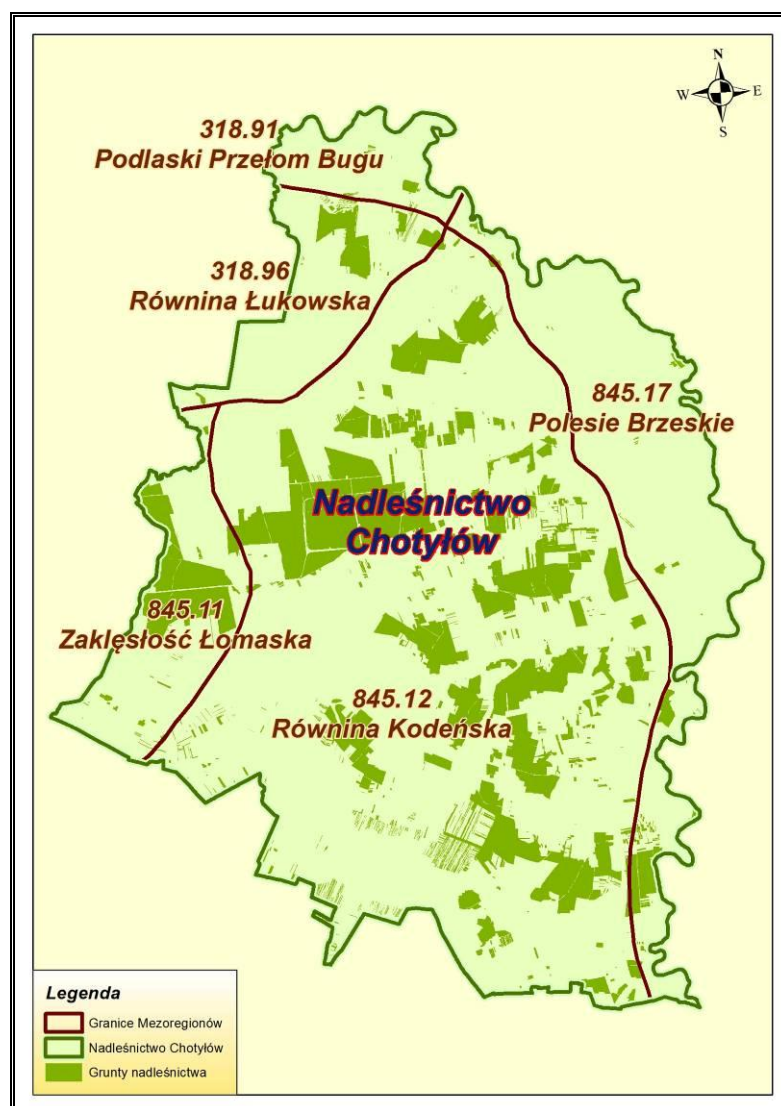 N
W E
S
318.91
Podlaski Przełom Bugu
318.96
Równina Łukowska
845.17
Polesie Brzeskie
Nadleśnictwo
Chotyłów
845.11
Zaklęsłość Łomaska
845.12
Równina Kodeńska
Legenda
Granice Mezoregionów
Nadleśnictwo Chotyłów
Grunty nadleśnictwa